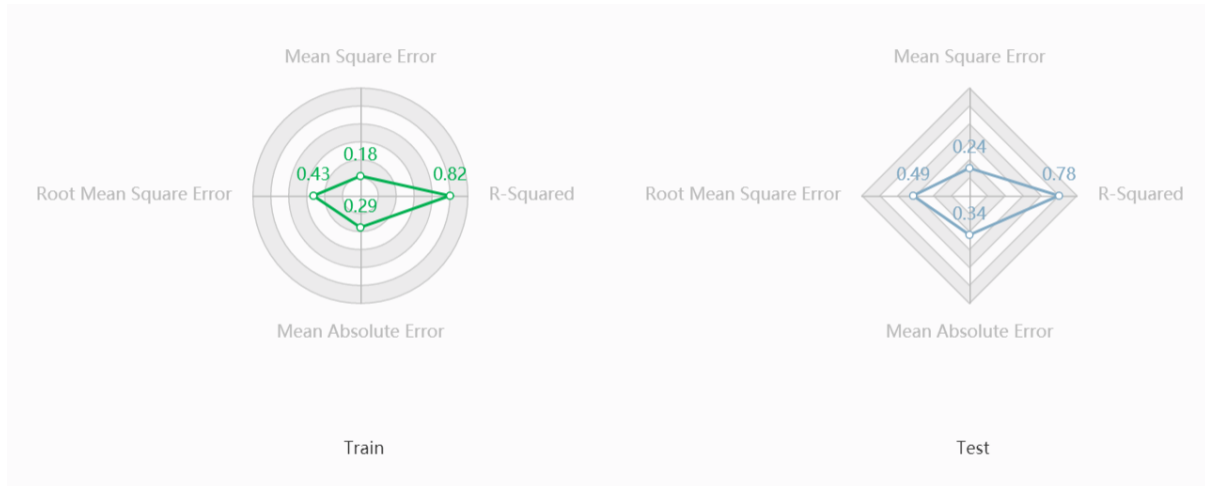 Mean Square Error
0.18
0.43
0.82
Root Mean Square Error
R-Squared
0.29
Mean Absolute Error
Train
Mean Square Error
0.24
0.49
0.78
Root Mean Square Error
R-Squared
0.34
Mean Absolute Error
Test